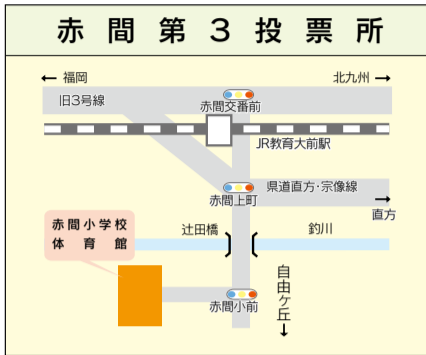 赤間第3投票所
← 福岡
北九州 →
旧3号線
赤間交番前
JR教育大前駅
県道直方・宗像線
赤間上町
→
直方
赤間小学校
体育館
辻田橋
釣川
自由ヶ丘
↓
赤間小前